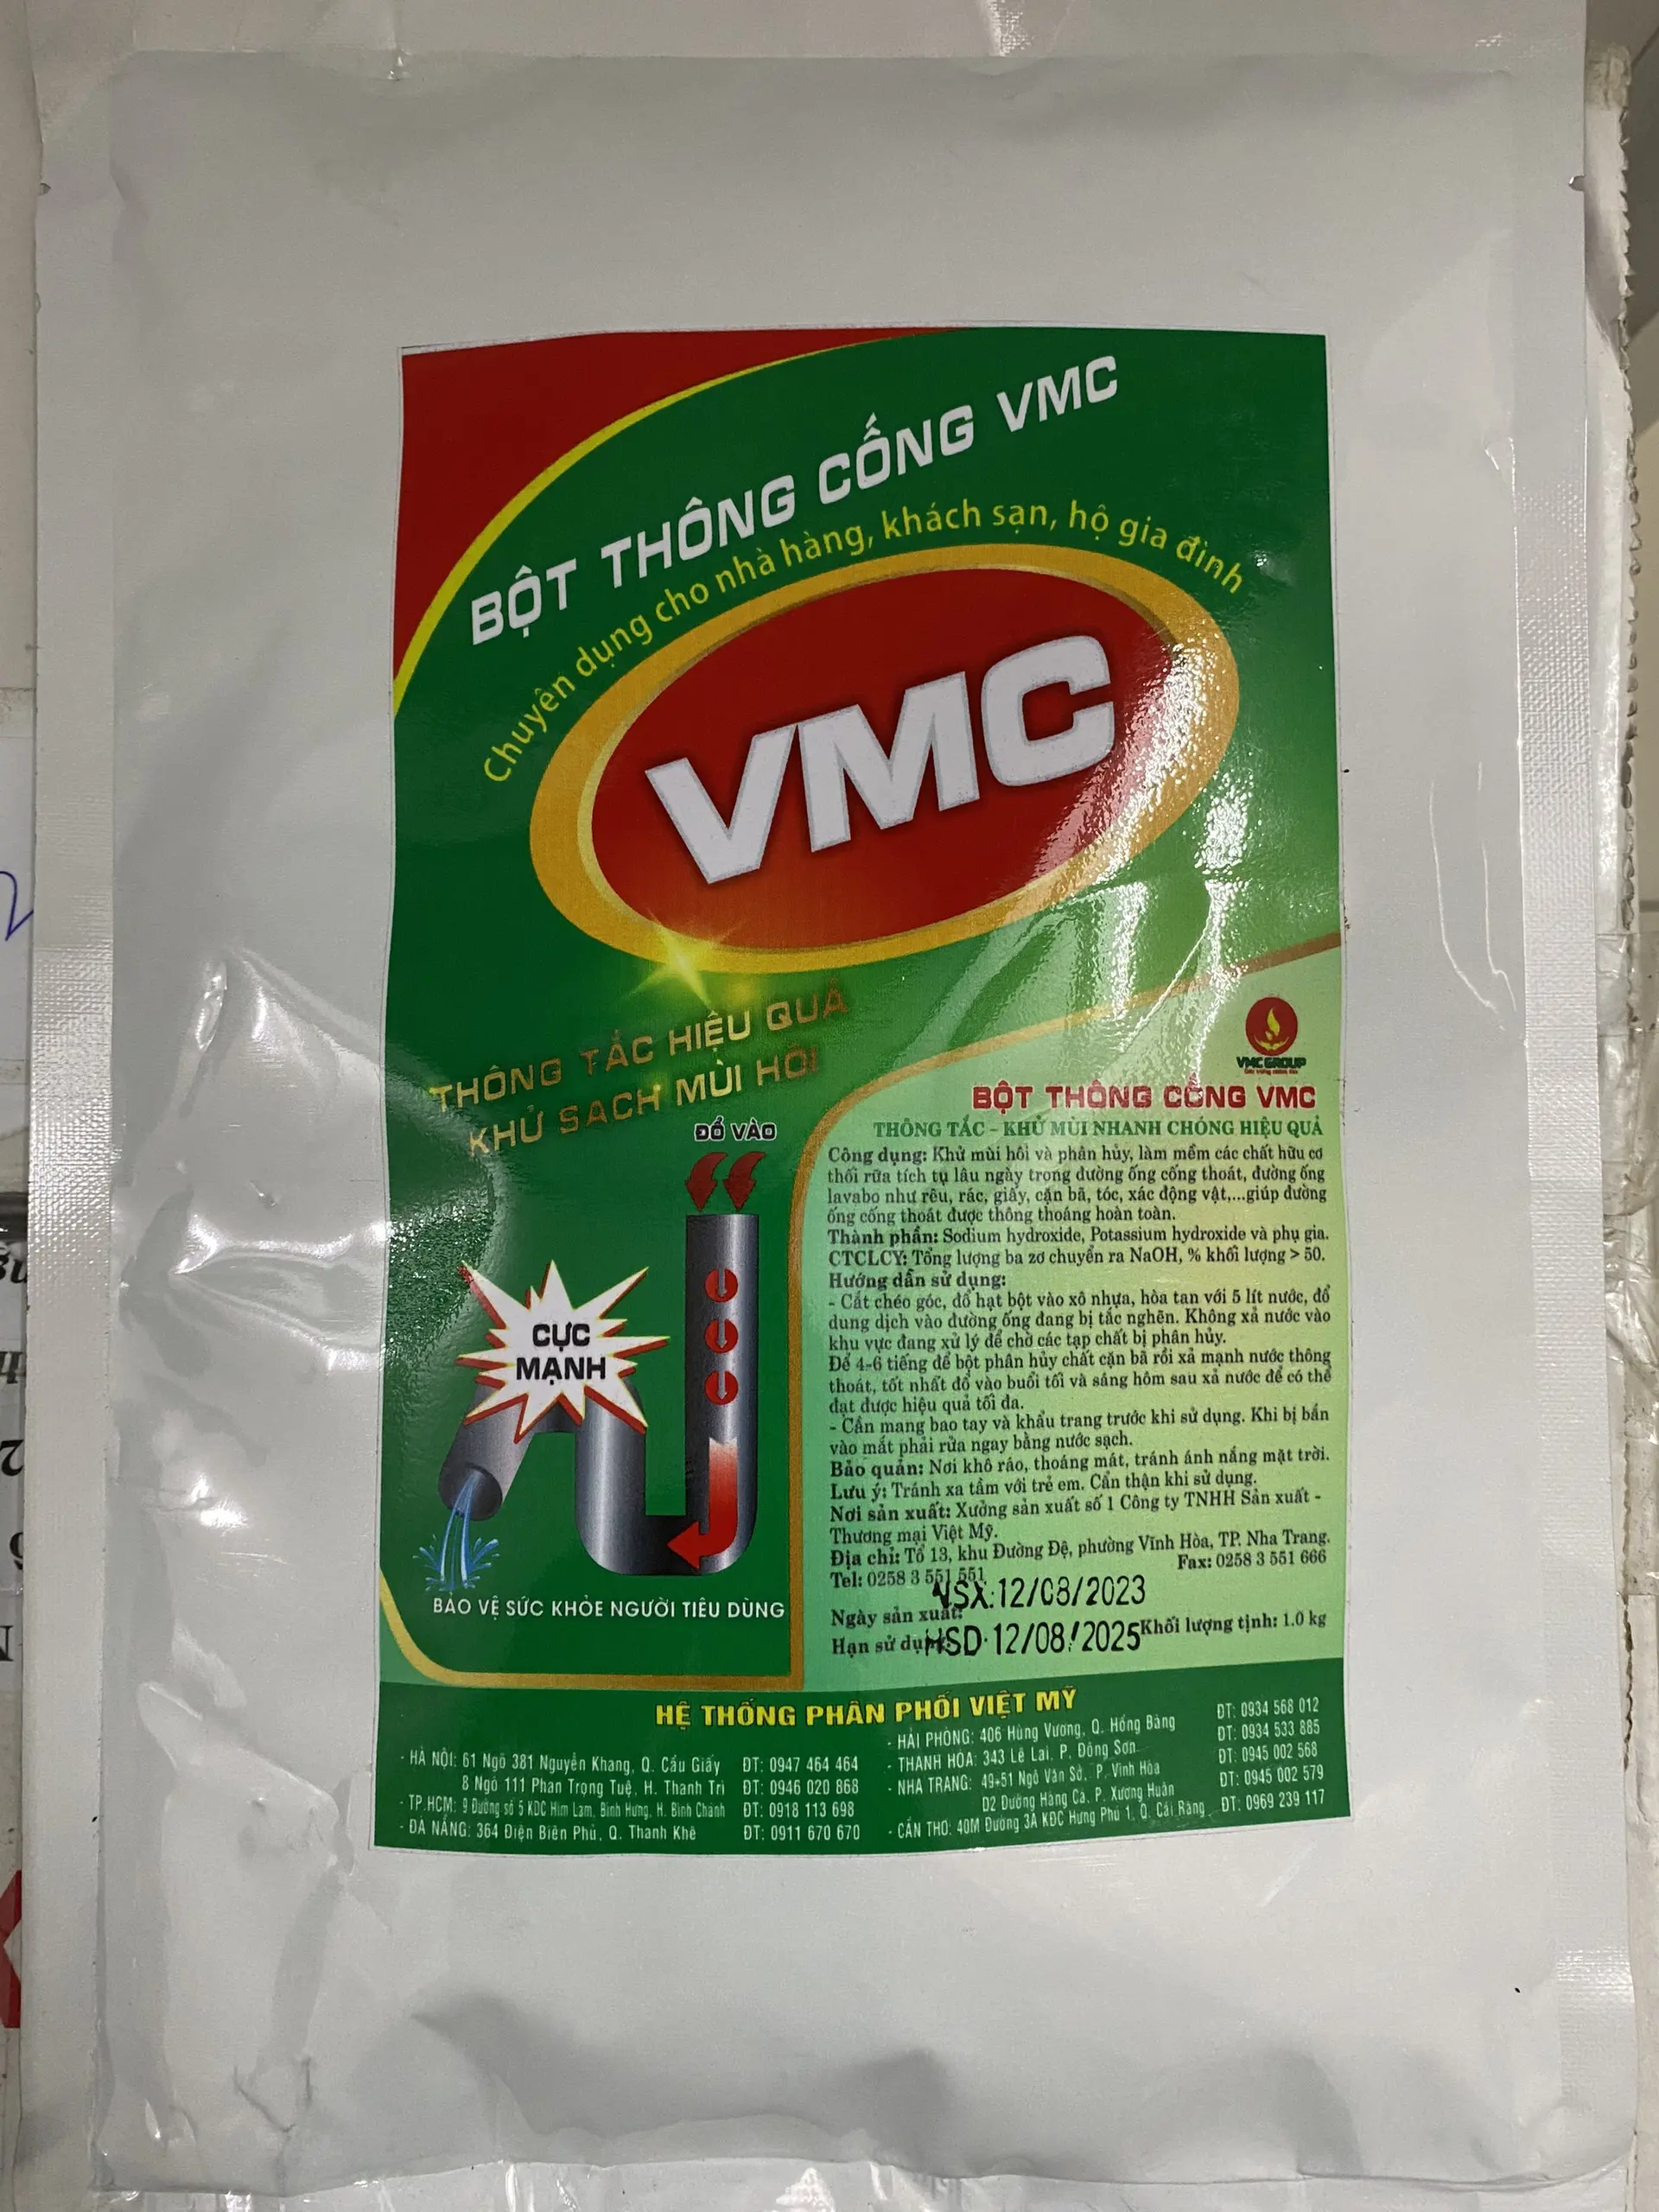 BỘT THÔNG CỐNG VMC
Chuyên dụng cho nhà hàng, khách sạn, hộ gia đình
VMC
THÔNG TẮC HIỆU QUẢ
KHỬ SẠCH MÙI HÔI
ĐỔ VÀO
CỰC
MẠNH
BẢO VỆ SỨC KHỎE NGƯỜI TIÊU DÙNG
VMC GROUP
BỘT THÔNG CỐNG VMC
THÔNG TẮC - KHỬ MÙI NHANH CHÓNG HIỆU QUẢ
Công dụng: Khử mùi hôi và phân hủy, làm mềm các chất hữu cơ
thối rữa tích tụ lâu ngày trong đường ống cống thoát, đường ống
lavabo như rêu, rác, giấy, cặn bã, tóc, xác động vật,...giúp đường
ống cống thoát được thông thoáng hoàn toàn.
Thành phần: Sodium hydroxide, Potassium hydroxide và phụ gia.
CTCLCY: Tổng lượng ba zơ chuyển ra NaOH, % khối lượng > 50.
Hướng dẫn sử dụng:
- Cắt chéo góc, đổ hạt bột vào xô nhựa, hòa tan với 5 lít nước, đổ
dung dịch vào đường ống đang bị tắc nghẽn. Không xả nước vào
khu vực đang xử lý để chờ các tạp chất bị phân hủy.
Để 4-6 tiếng để bột phân hủy chất cặn bã rồi xả mạnh nước thông
thoát, tốt nhất đổ vào buổi tối và sáng hôm sau xả nước để có thể
đạt được hiệu quả tối đa.
- Cần mang bao tay và khẩu trang trước khi sử dụng. Khi bị bắn
vào mắt phải rửa ngay bằng nước sạch.
Bảo quản: Nơi khô ráo, thoáng mát, tránh ánh nắng mặt trời.
Lưu ý: Tránh xa tầm với trẻ em. Cẩn thận khi sử dụng.
Nơi sản xuất: Xưởng sản xuất số 1 Công ty TNHH Sản xuất -
Thương mại Việt Mỹ.
Địa chỉ: Tổ 13, khu Đường Đệ, phường Vĩnh Hòa, TP. Nha Trang.
Tel: 0258 3 551 551 Fax: 0258 3 551 666
Ngày sản xuất: NSX: 12/08/2023
Hạn sử dụng: HSD: 12/08/2025 Khối lượng tịnh: 1.0 kg
HỆ THỐNG PHÂN PHỐI VIỆT MỸ
- HÀ NỘI: 61 Ngõ 381 Nguyễn Khang, Q. Cầu Giấy ĐT: 0947 464 464
8 Ngõ 111 Phan Trọng Tuệ, H. Thanh Trì ĐT: 0946 020 868
- TP.HCM: 9 Đường số 5 KDC Him Lam, Bình Hưng, H. Bình Chánh ĐT: 0918 113 698
- ĐÀ NẴNG: 364 Điện Biên Phủ, Q. Thanh Khê ĐT: 0911 670 670
- HẢI PHÒNG: 406 Hùng Vương, Q. Hồng Bàng ĐT: 0934 568 012
- THANH HÓA: 343 Lê Lai, P. Đông Sơn ĐT: 0934 533 885
- NHA TRANG: 49+51 Ngô Văn Sở, P. Vĩnh Hòa ĐT: 0945 002 568
D2 Đường Hàng Cá, P. Xương Huân ĐT: 0945 002 579
- CẦN THƠ: 40M Đường 3A KDC Hưng Phú 1, Q. Cái Răng ĐT: 0969 239 117